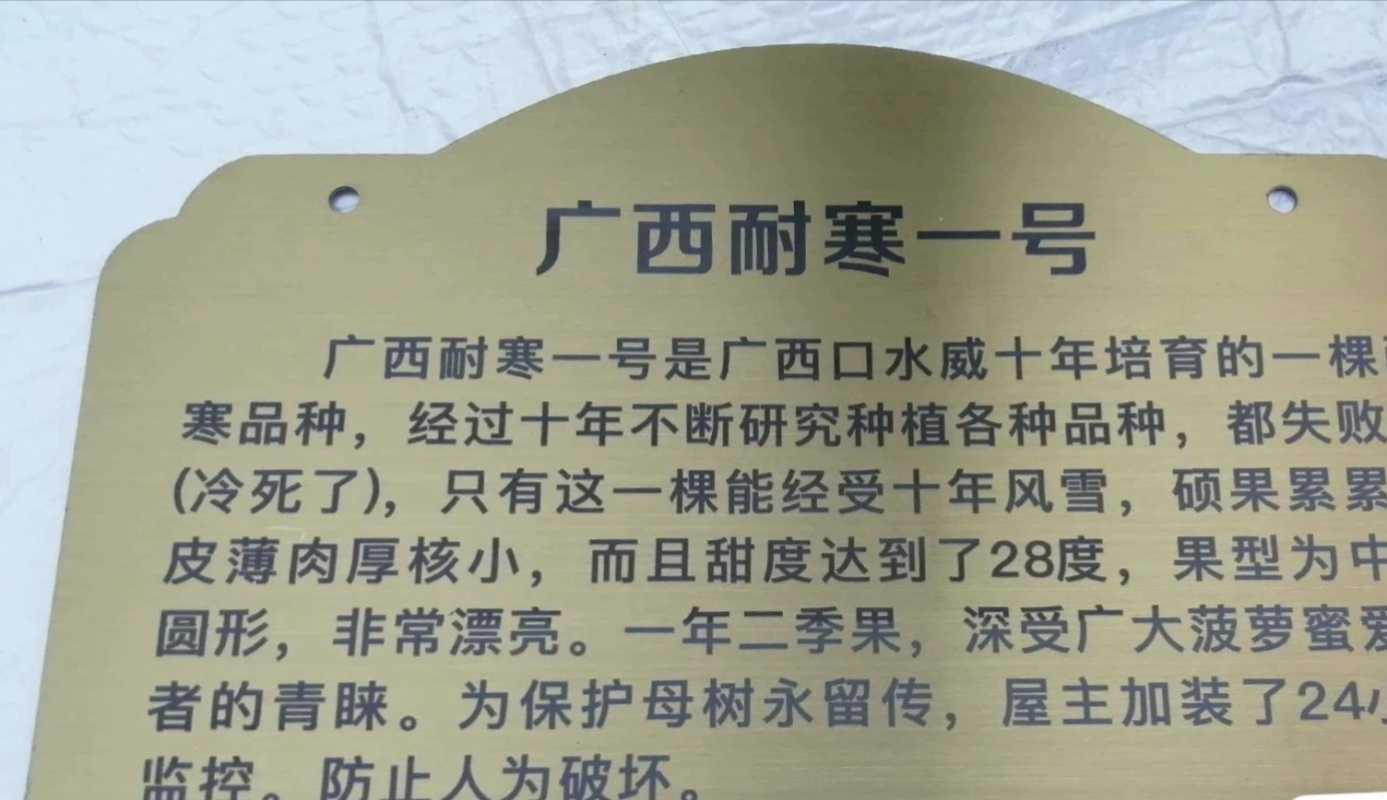 广西耐寒一号
广西耐寒一号是广西口水威十年培育的一棵
寒品种，经过十年不断研究种植各种品种，都失败
(冷死了)，只有这一棵能经受十年风雪，硕果累累
皮薄肉厚核小，而且甜度达到了28度，果型为中
圆形，非常漂亮。一年二季果，深受广大菠萝蜜爱
者的青睐。为保护母树永留传，屋主加装了24小
监控。防止人为破坏。